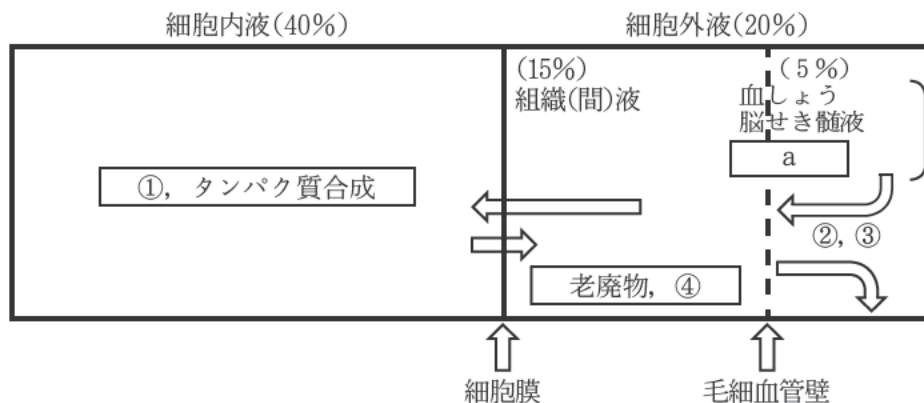 細胞内液(40%)
細胞外液(20%)
(15%)
組織(間)液
(5%)
血しょう
脳せき髄液
a
①，タンパク質合成
②，③
老廃物，④
細胞膜
毛細血管壁